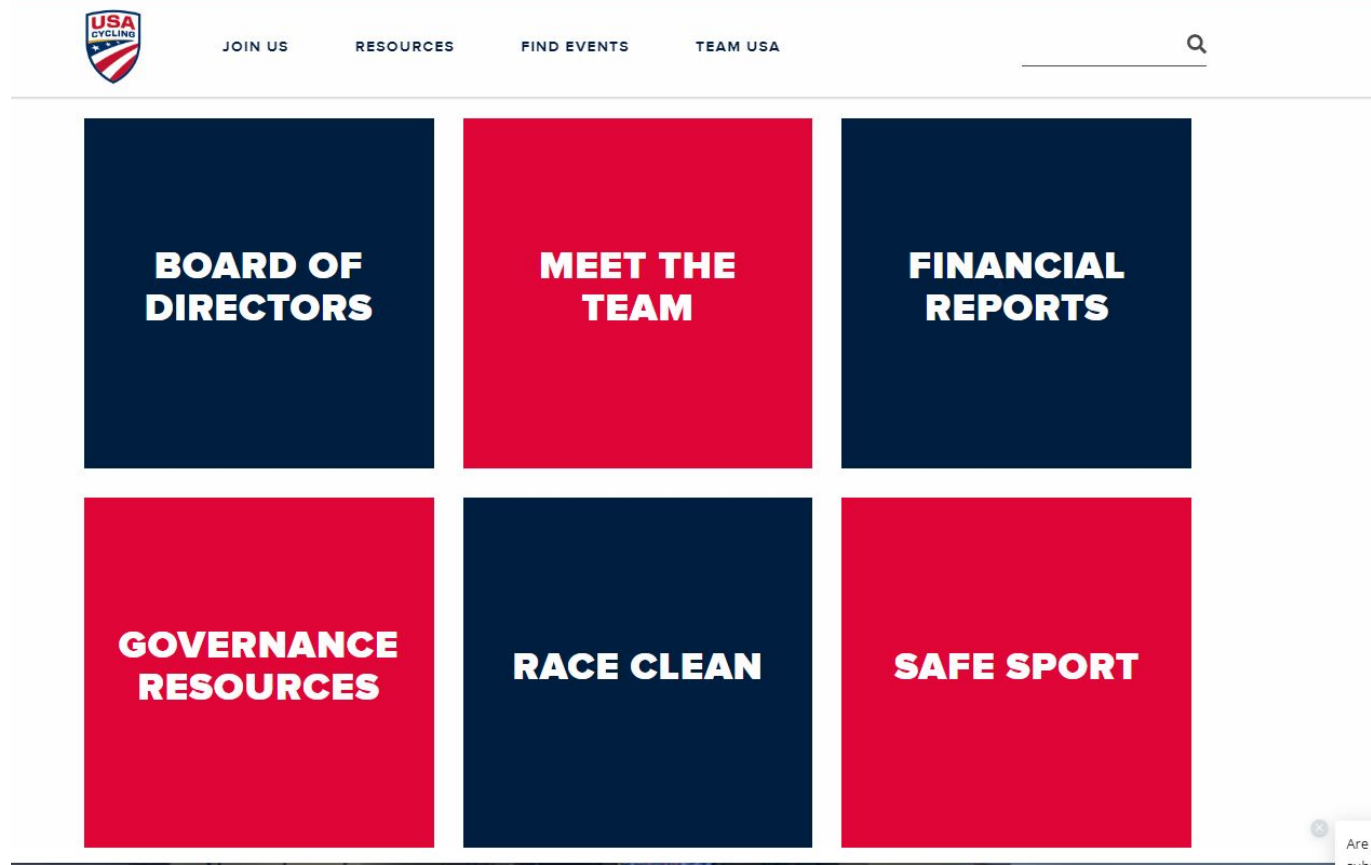 USA
CYCLING
JOIN US RESOURCES FIND EVENTS TEAM USA
BOARD OF
DIRECTORS
MEET THE
TEAM
FINANCIAL
REPORTS
GOVERNANCE
RESOURCES
RACE CLEAN
SAFE SPORT
Are